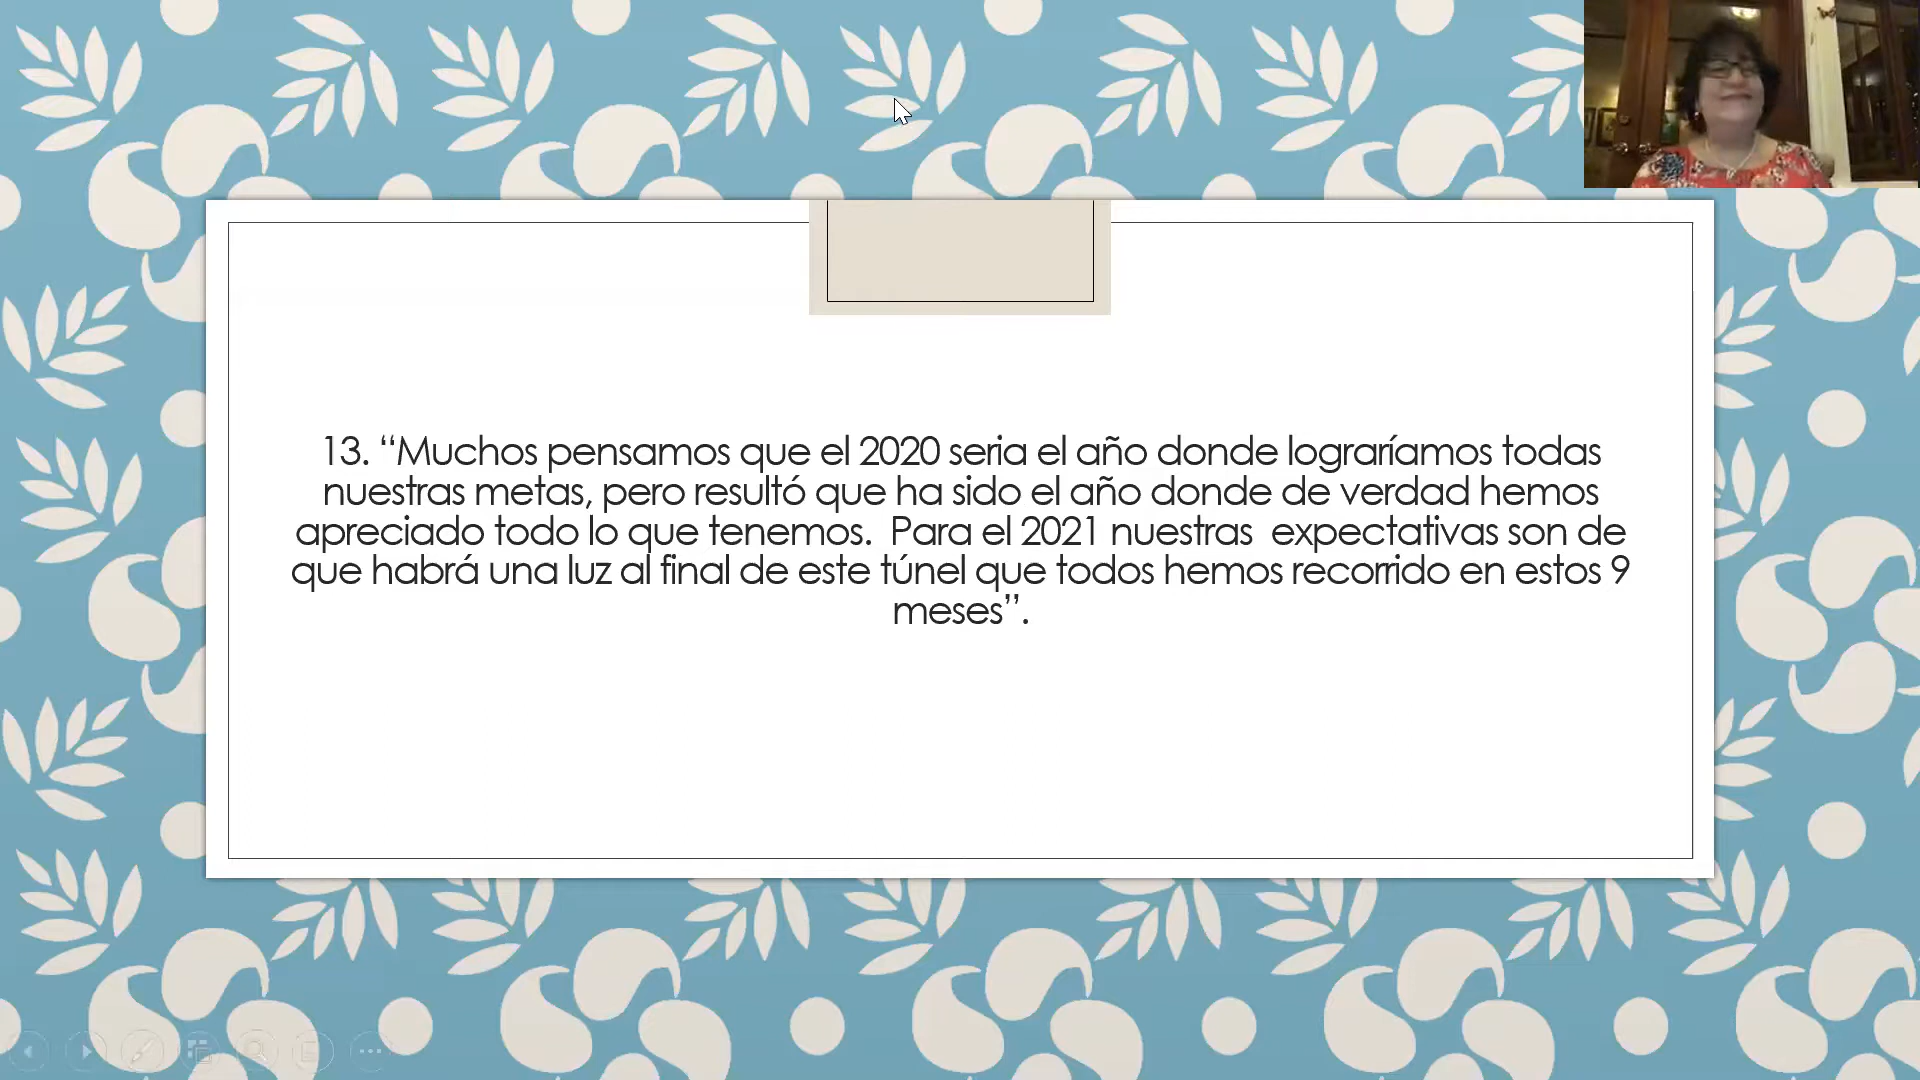 13. “Muchos pensamos que el 2020 seria el año donde lograríamos todas
nuestras metas, pero resultó que ha sido el año donde de verdad hemos
apreciado todo lo que tenemos.  Para el 2021 nuestras  expectativas son de
que habrá una luz al final de este túnel que todos hemos recorrido en estos 9
meses”.